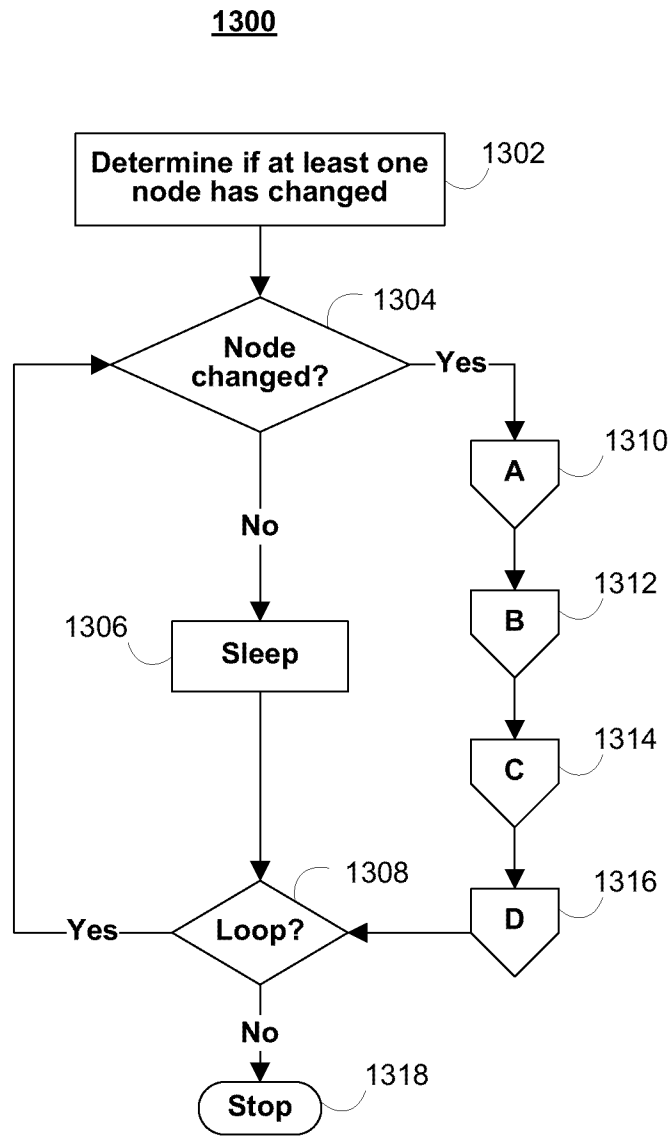 1300
Determine if at least one
node has changed
1302
1304
Node
changed?
Yes
1310
A
No
1312
B
1306
Sleep
1314
C
1308
1316
D
Loop?
Yes
No
1318
Stop